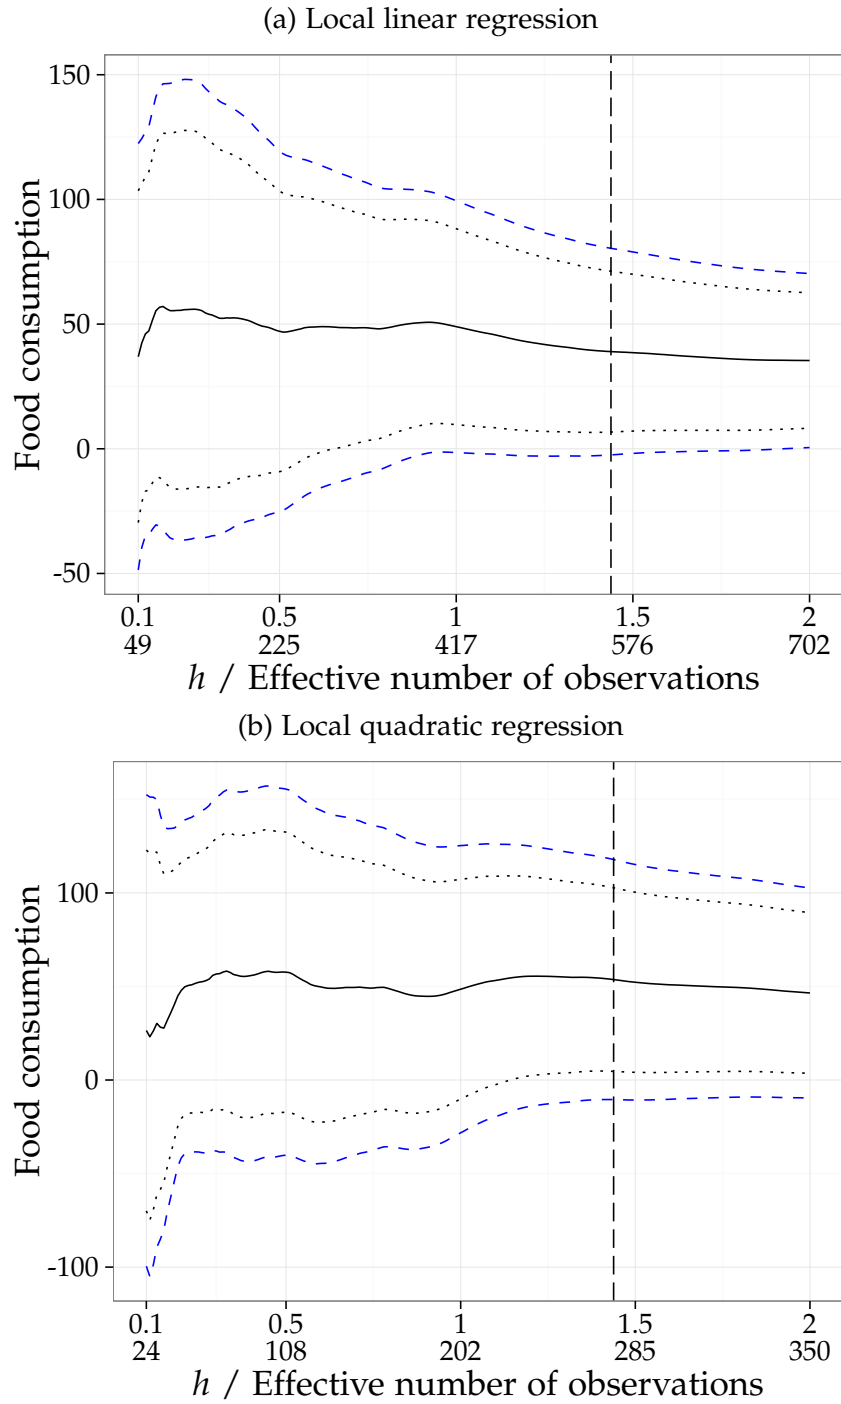 (a) Local linear regression
150
100
50
0
-50
Food consumption
0.1 0.5 1 1.5 2
49 225 417 576 702
h / Effective number of observations
(b) Local quadratic regression
100
0
-100
Food consumption
0.1 0.5 1 1.5 2
24 108 202 285 350
h / Effective number of observations